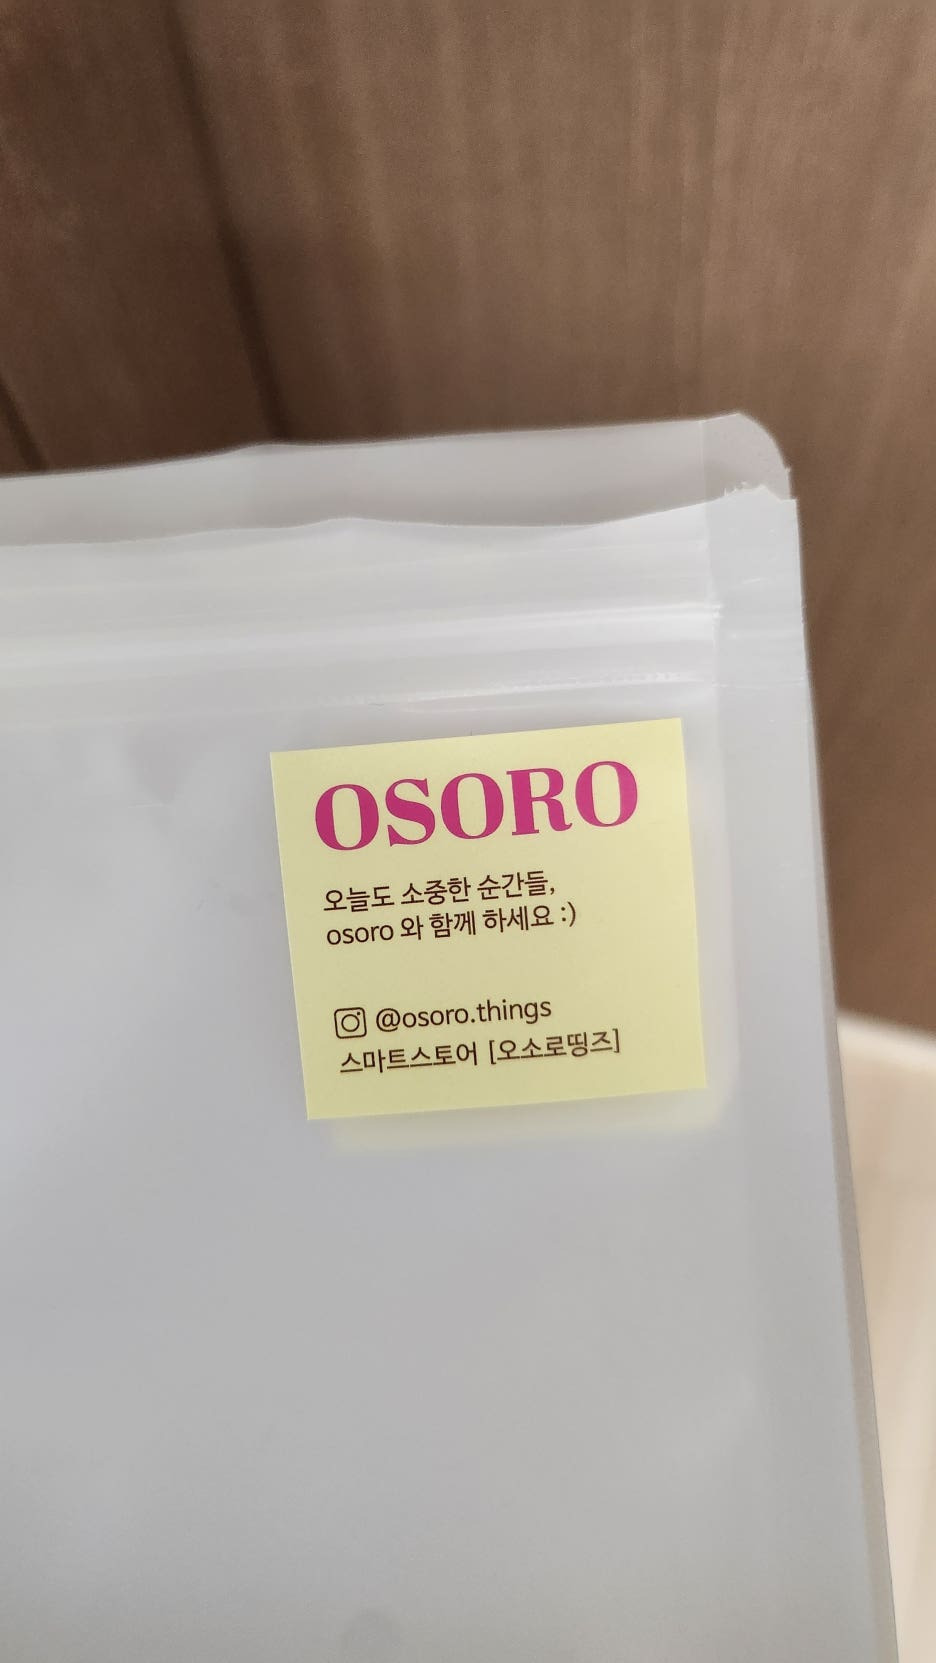 OSORO
오늘도 소중한 순간들,
osoro 와 함께 하세요 :)
@osoro.things
스마트스토어 [오소로띵즈]